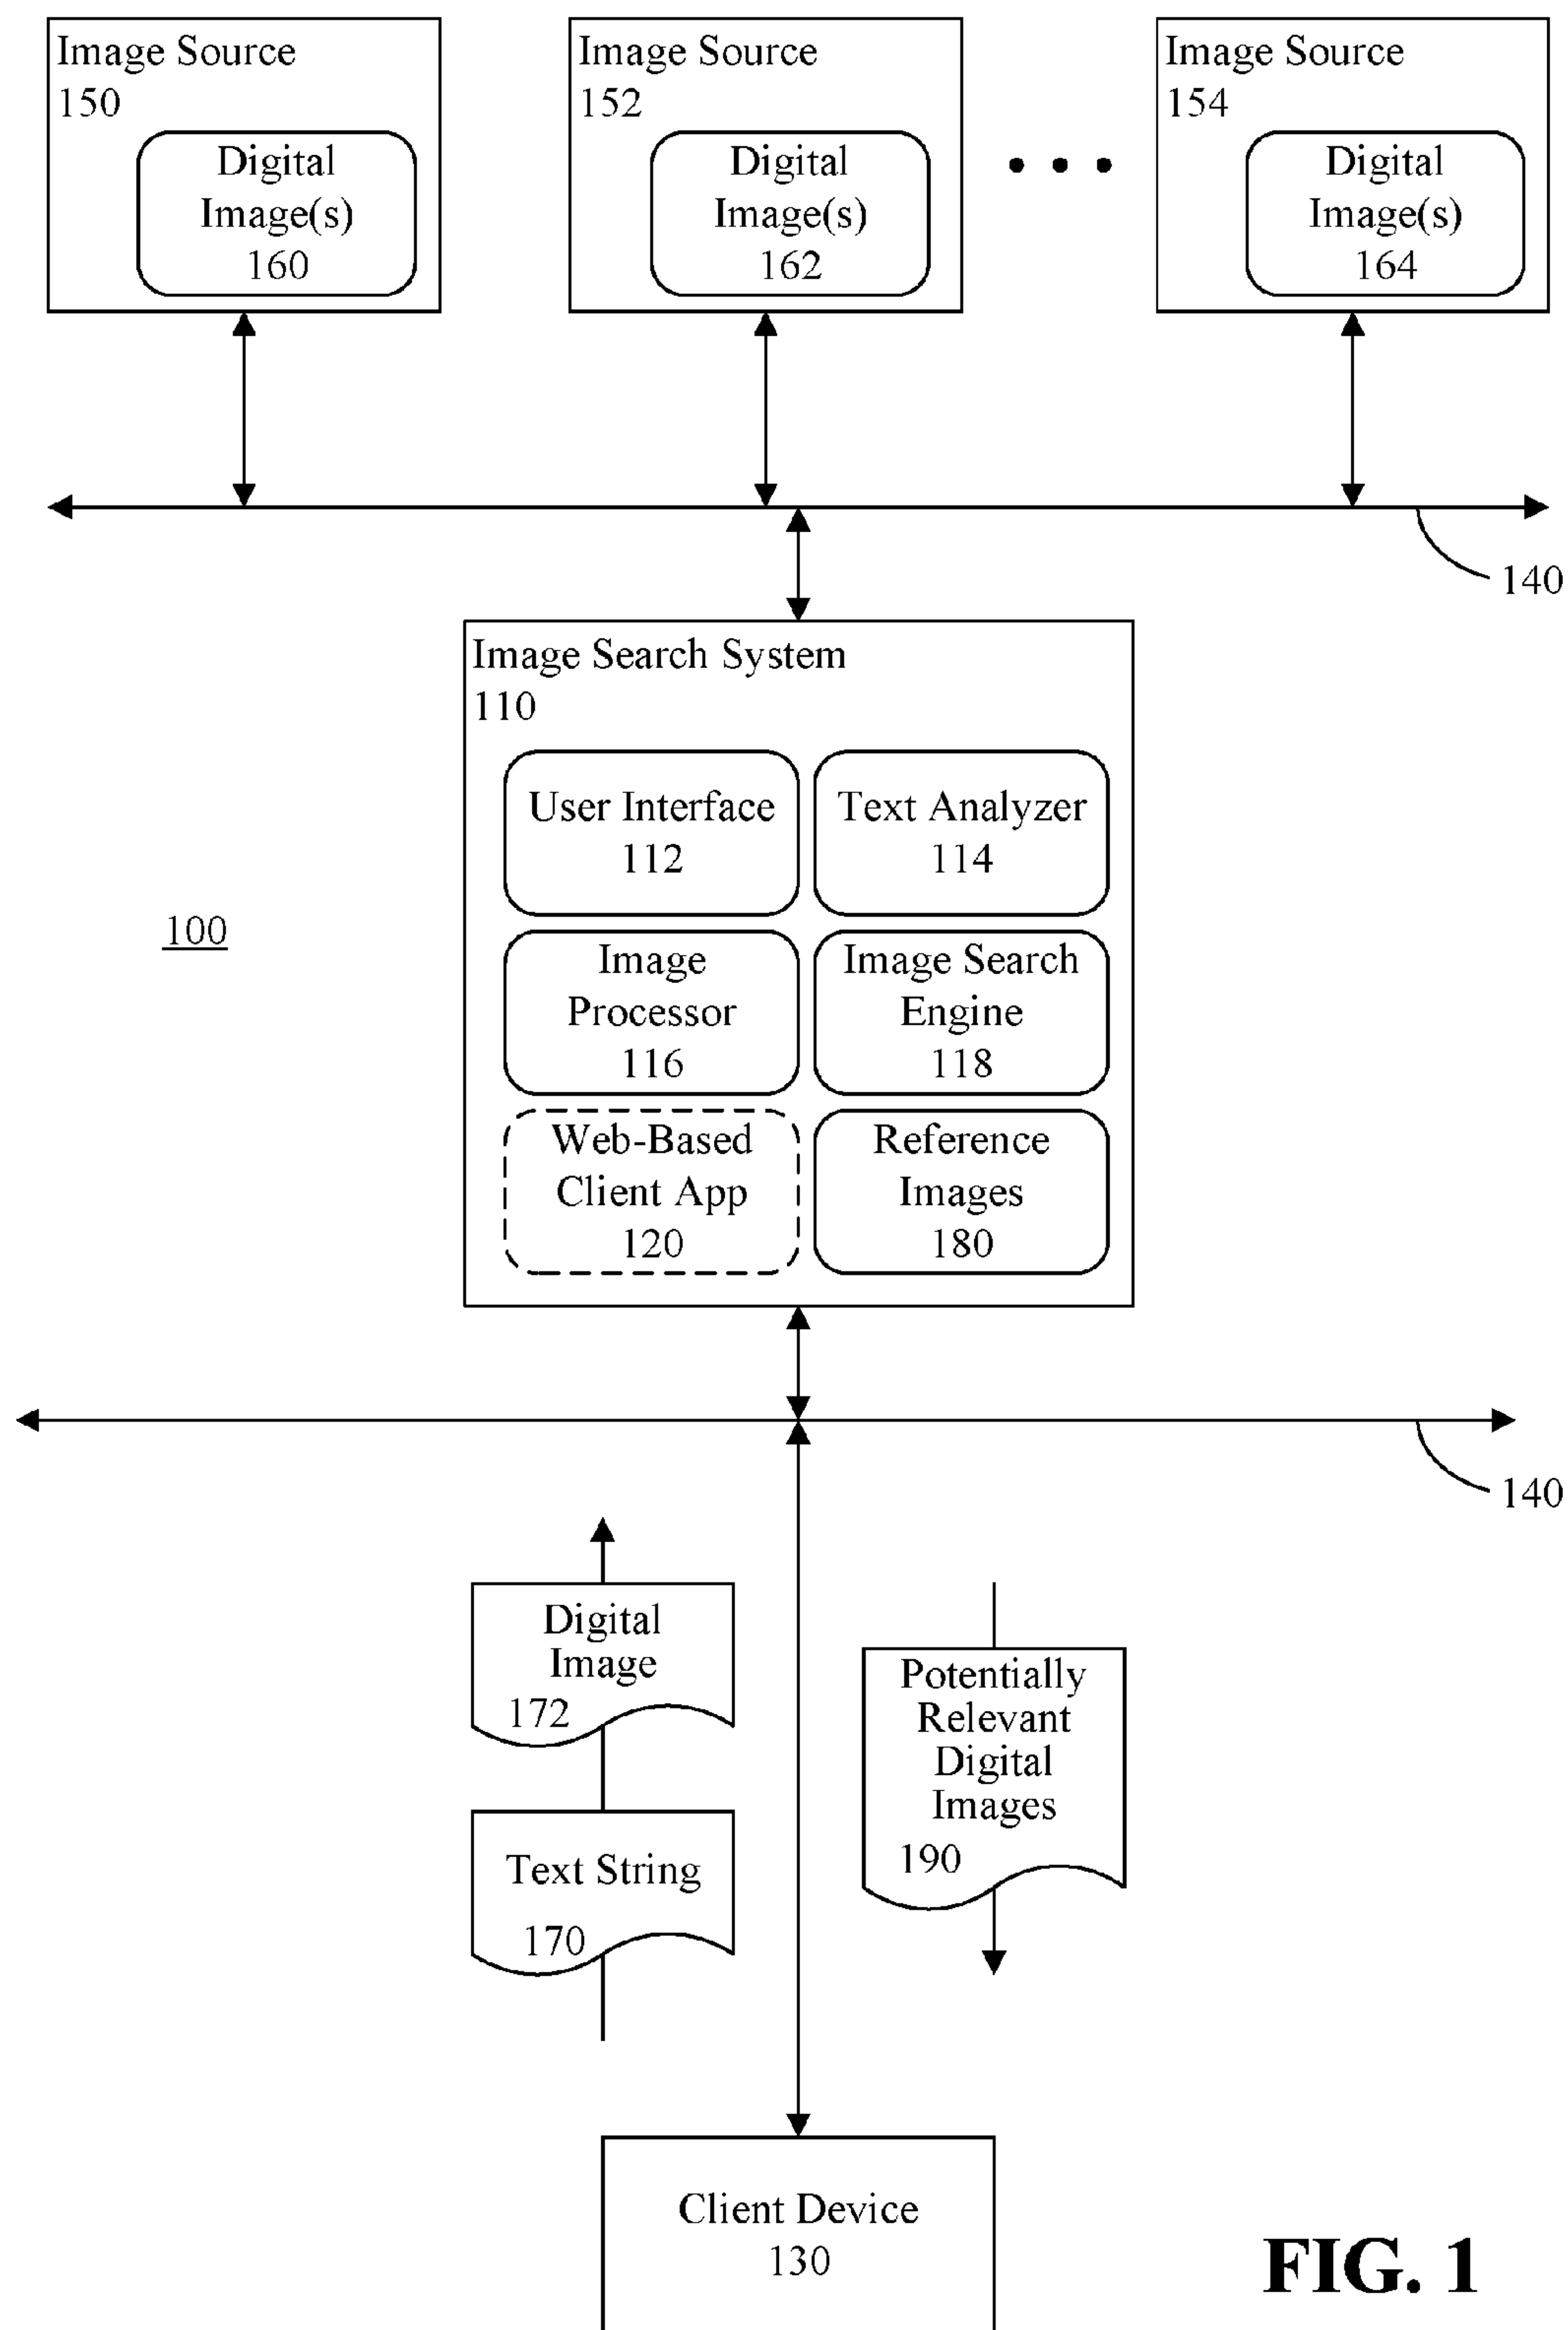 Image Source
150
Digital
Image(s)
160
Image Source
152
Digital
Image(s)
162
Image Source
154
Digital
Image(s)
164
140
Image Search System
110
User Interface
112
Text Analyzer
114
100
Image
Processor
116
Image Search
Engine
118
Web-Based
Client App
120
Reference
Images
180
140
Digital
Image
172
Text String
170
Potentially
Relevant
Digital
Images
190
Client Device
130
FIG. 1